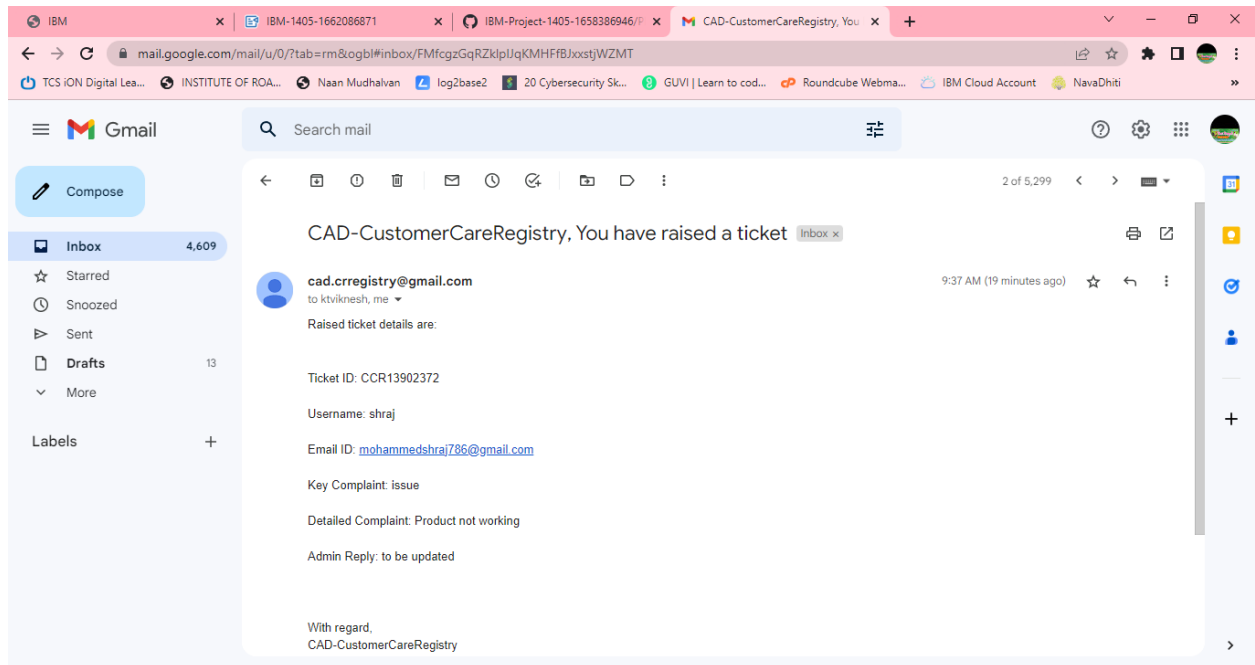 IBM
IBM-1405-1662086871
IBM-Project-1405-1658386946/P
CAD-CustomerCareRegistry, You
mail.google.com/mail/u/0/?tab=rm&ogbl#inbox/FMfcgzGqRZklplJqKMHFfBJxxstjWZMT
TCS iON Digital Lea...
INSTITUTE OF ROA...
Naan Mudhalvan
log2base2
20 Cybersecurity Sk...
GUVI | Learn to cod...
Roundcube Webma...
IBM Cloud Account
NavaDhiti
Gmail
Search mail
Compose
2 of 5,299
31
CAD-CustomerCareRegistry, You have raised a ticket Inbox ×
Inbox 4,609
Starred
Snoozed
Sent
Drafts 13
More
Labels
cad.crregistry@gmail.com
9:37 AM (19 minutes ago)
to ktviknesh, me
Raised ticket details are:
Ticket ID: CCR13902372
Username: shraj
Email ID: mohammedshraj786@gmail.com
Key Complaint: issue
Detailed Complaint: Product not working
Admin Reply: to be updated
With regard,
CAD-CustomerCareRegistry